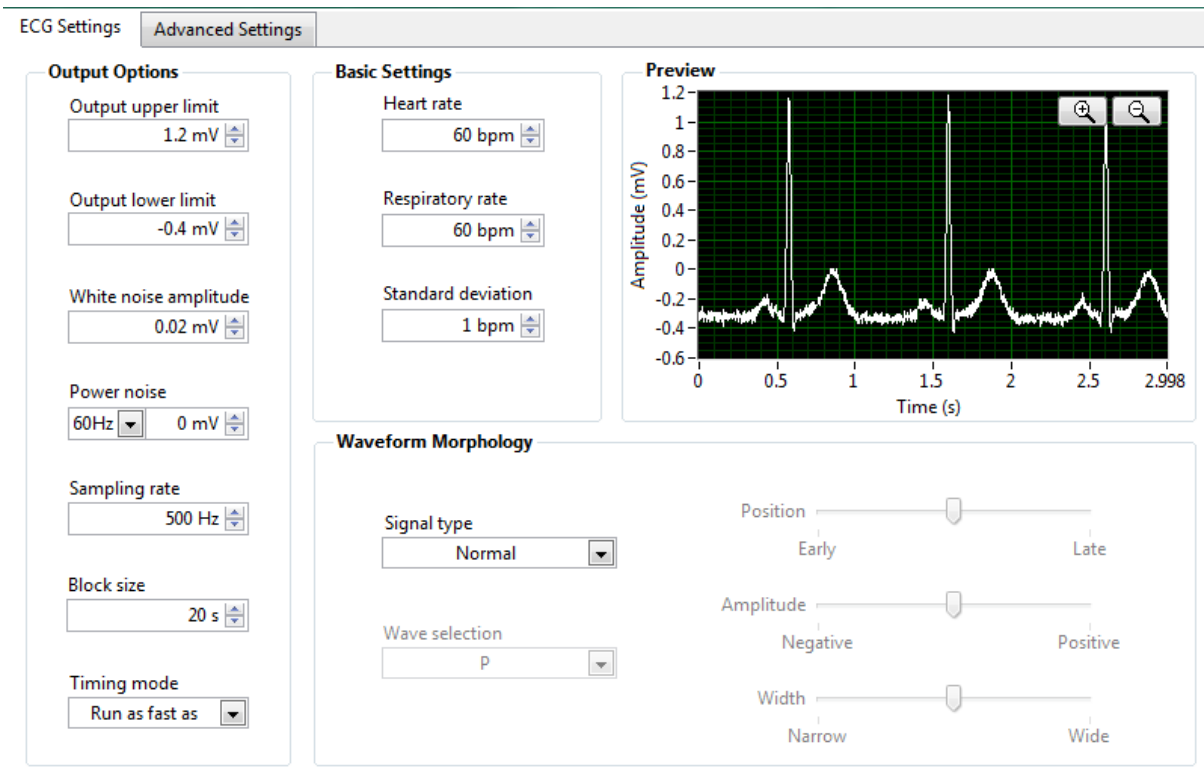 ECG Settings
Advanced Settings
Output Options
Output upper limit
1.2 mV
Output lower limit
-0.4 mV
White noise amplitude
0.02 mV
Power noise
60Hz 0 mV
Sampling rate
500 Hz
Block size
20 s
Timing mode
Run as fast as
Basic Settings
Heart rate
60 bpm
Respiratory rate
60 bpm
Standard deviation
1 bpm
Preview
Amplitude (mV)
1.2
1
0.8
0.6
0.4
0.2
0
-0.2
-0.4
-0.6
0 0.5 1 1.5 2 2.5 2.998
Time (s)
Waveform Morphology
Signal type
Normal
Wave selection
P
Position
Early Late
Amplitude
Negative Positive
Width
Narrow Wide